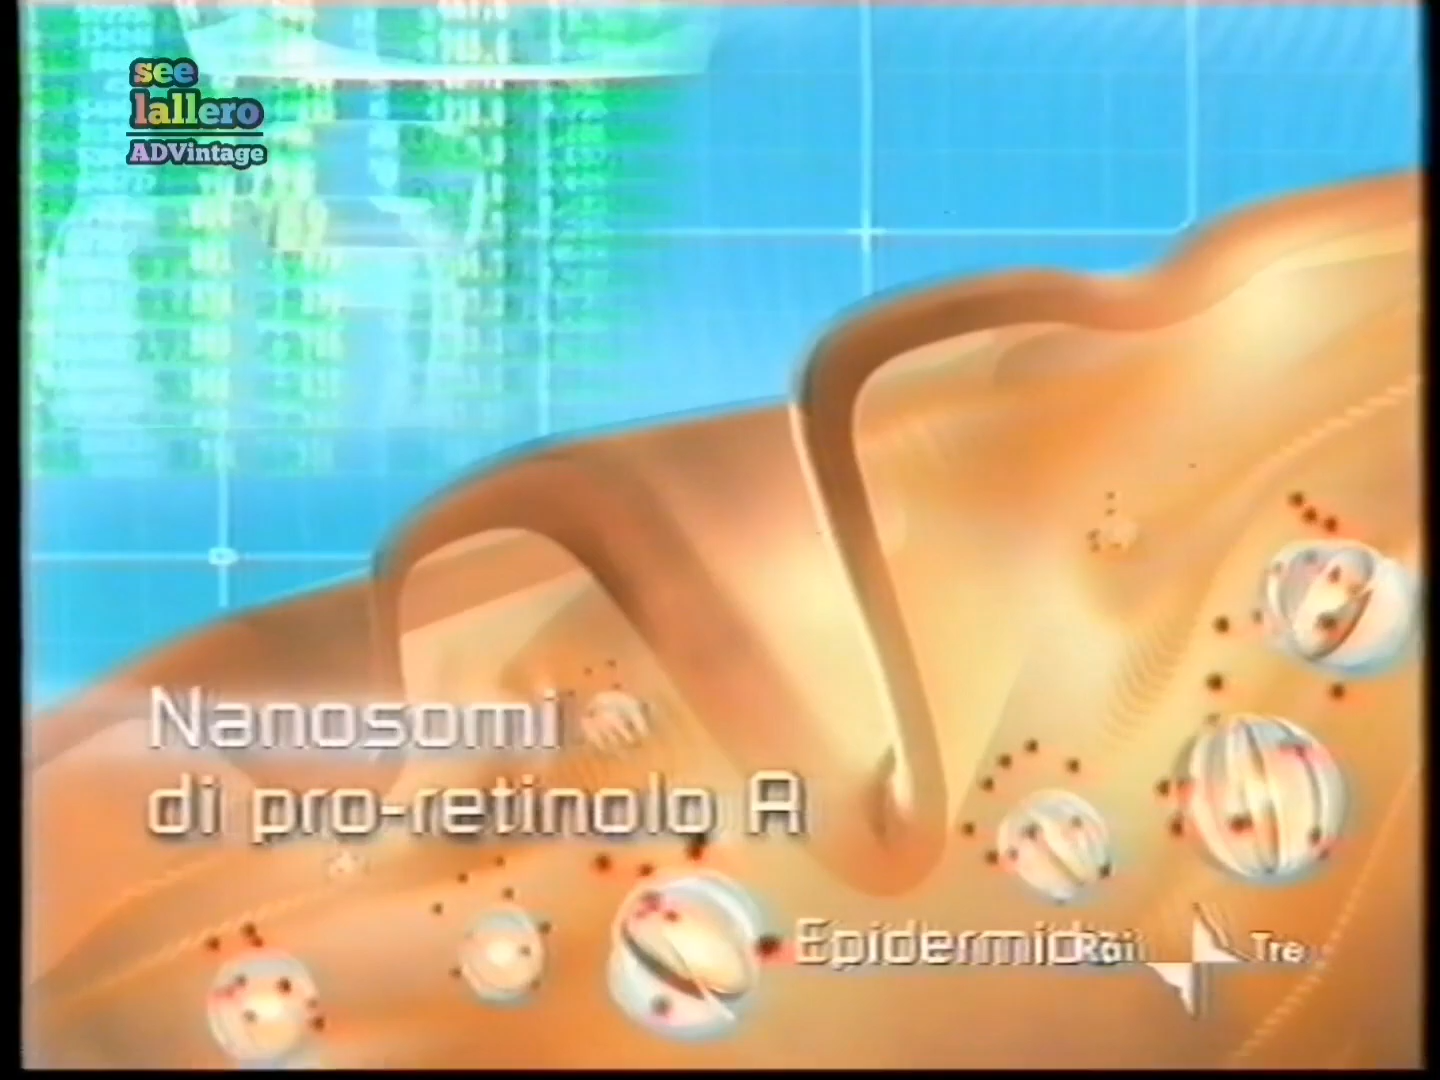 see
lallero
ADVintage
Nanosomi
di pro-retinolo A
Epidermide
Rai Tre